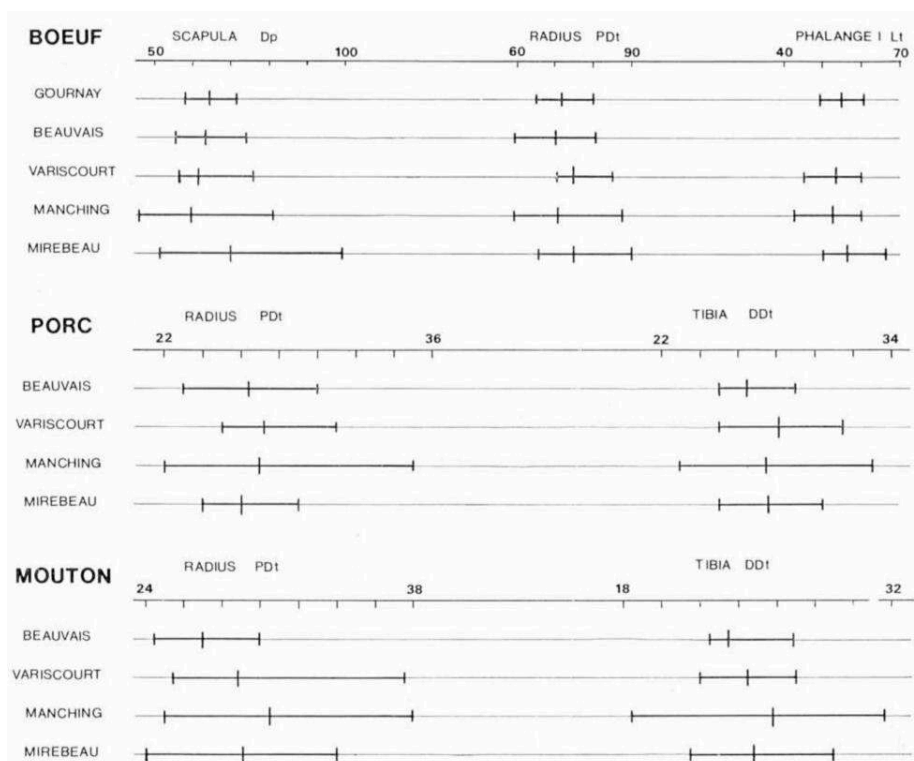 BOEUF SCAPULA Dp RADIUS PDt PHALANGE I Lt
50 100 60 90 40 70
GOURNAY
BEAUVAIS
VARISCOURT
MANCHING
MIREBEAU
PORC RADIUS PDt TIBIA DDt
22 36 22 34
BEAUVAIS
VARISCOURT
MANCHING
MIREBEAU
MOUTON RADIUS PDt TIBIA DDt
24 38 18 32
BEAUVAIS
VARISCOURT
MANCHING
MIREBEAU